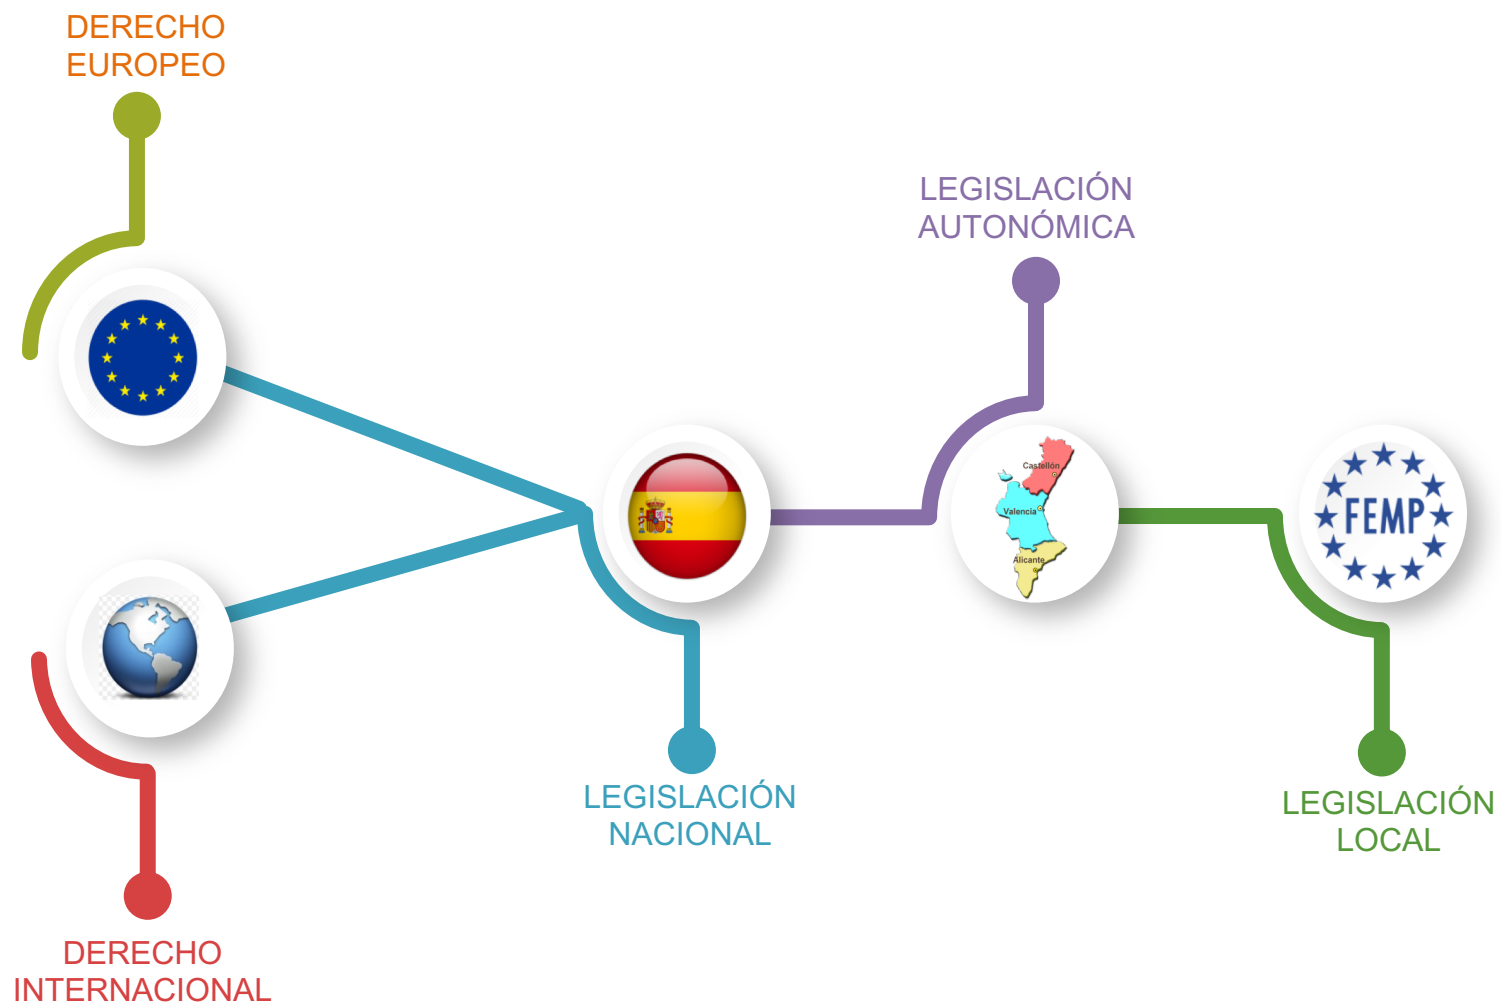 DERECHO
EUROPEO
LEGISLACIÓN
AUTONÓMICA
Castellón
Valencia
Alicante
FEMP
LEGISLACIÓN
NACIONAL
LEGISLACIÓN
LOCAL
DERECHO
INTERNACIONAL